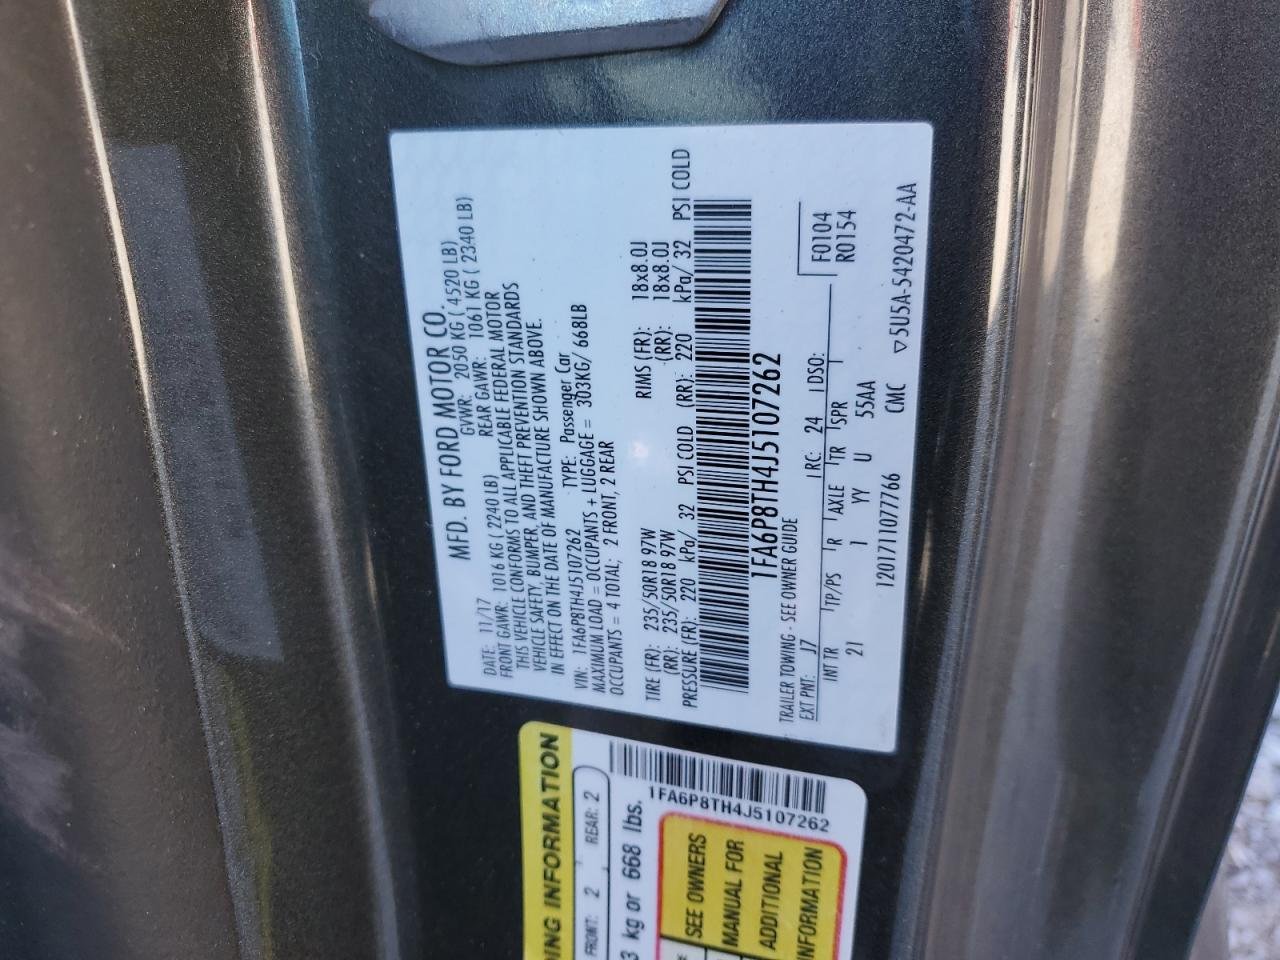 MFD. BY FORD MOTOR CO.
DATE: 11/17 GVWR: 2050 KG ( 4520 LB)
FRONT GAWR: 1016 KG ( 2240 LB) REAR GAWR: 1061 KG ( 2340 LB)
THIS VEHICLE CONFORMS TO ALL APPLICABLE FEDERAL MOTOR
VEHICLE SAFETY, BUMPER, AND THEFT PREVENTION STANDARDS
IN EFFECT ON THE DATE OF MANUFACTURE SHOWN ABOVE.
VIN: 1FA6P8TH4J5107262 TYPE: Passenger Car
MAXIMUM LOAD = OCCUPANTS + LUGGAGE = 303KG/ 668LB
OCCUPANTS = 4 TOTAL; 2 FRONT, 2 REAR
TIRE (FR): 235/50R18 97W RIMS (FR): 18x8.0J
(RR): 235/50R18 97W (RR): 18x8.0J
PRESSURE (FR): 220 kPa/ 32 PSI COLD (RR): 220 kPa/ 32 PSI COLD
1FA6P8TH4J5107262
TRAILER TOWING - SEE OWNER GUIDE
EXT PNT: J7 RC: 24 DSO: F0104
INT TR TP/PS R AXLE TR SPR R0154
21 1 YY U 55AA
12017110777​66 CMC ▽5U5A-5420472-AA
DING INFORMATION
FRONT: 2 REAR: 2
3 kg or 668 lbs.
1FA6P8TH4J5107262
SEE OWNERS
MANUAL FOR
ADDITIONAL
INFORMATION